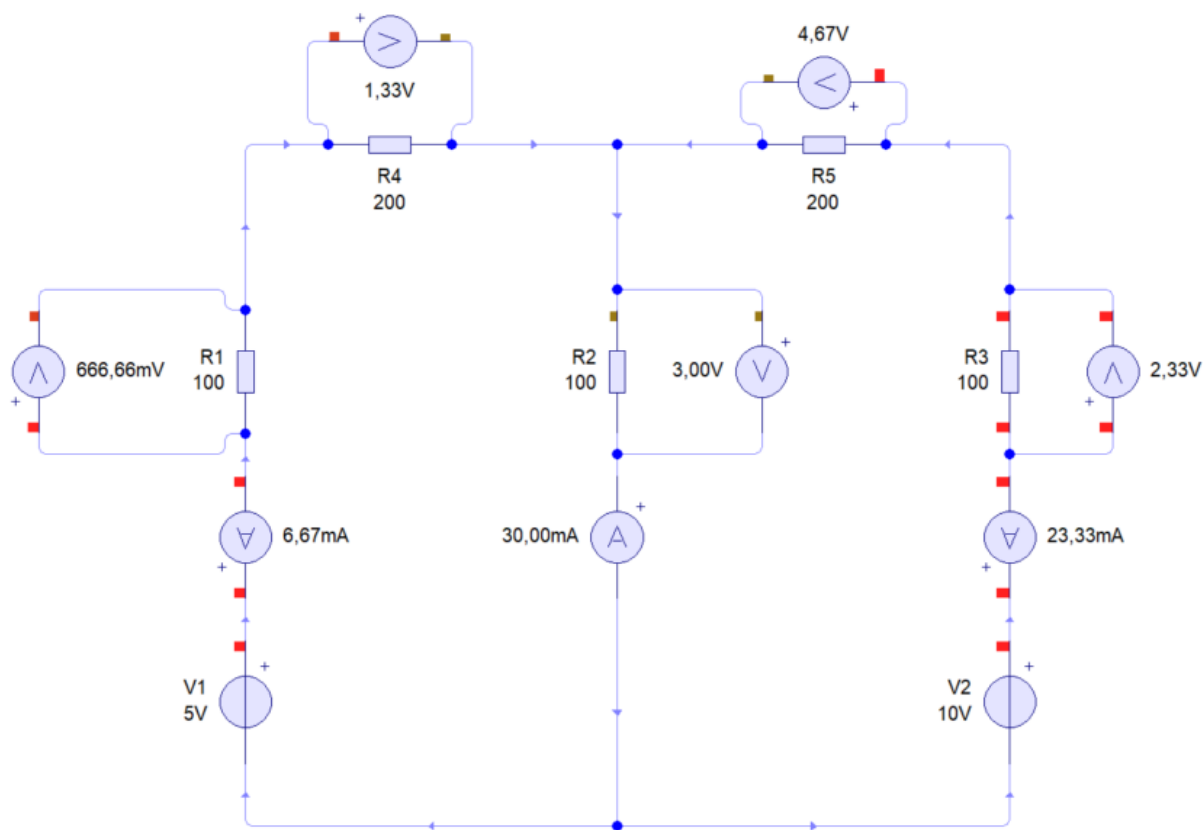 +
1,33V
4,67V
+
R4
200
R5
200
666,66mV
+
R1
100
R2
100
3,00V
+
R3
100
2,33V
+
6,67mA
+
30,00mA
+
A
23,33mA
+
V1
5V
+
V2
10V
+